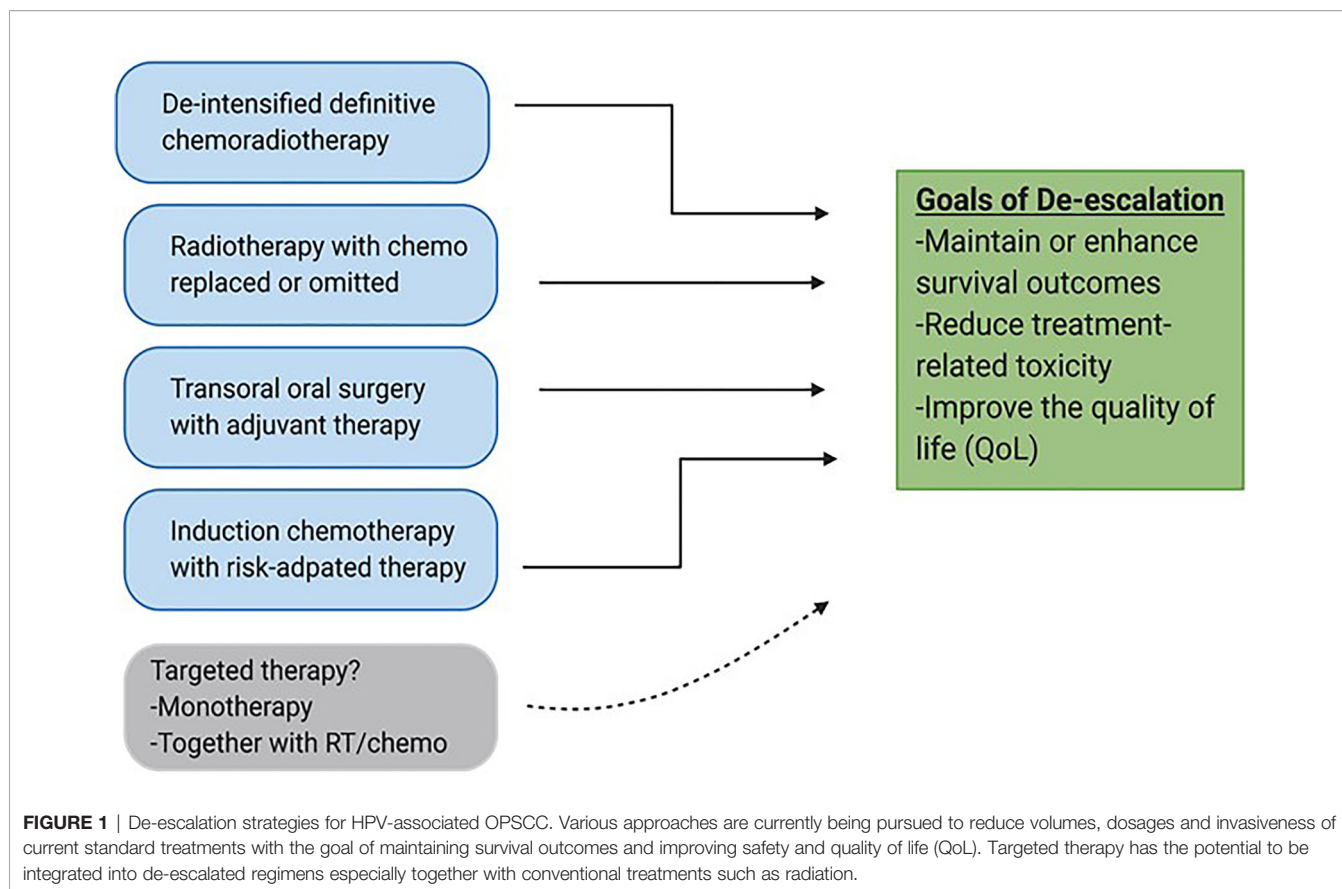 De-intensified definitive
chemoradiotherapy
Radiotherapy with chemo
replaced or omitted
Transoral oral surgery
with adjuvant therapy
Induction chemotherapy
with risk-adpated therapy
Targeted therapy?
-Monotherapy
-Together with RT/chemo
Goals of De-escalation
-Maintain or enhance
survival outcomes
-Reduce treatment-
related toxicity
-Improve the quality of
life (QoL)
FIGURE 1 | De-escalation strategies for HPV-associated OPSCC. Various approaches are currently being pursued to reduce volumes, dosages and invasiveness of
current standard treatments with the goal of maintaining survival outcomes and improving safety and quality of life (QoL). Targeted therapy has the potential to be
integrated into de-escalated regimens especially together with conventional treatments such as radiation.